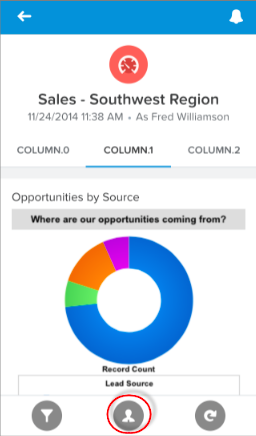 Sales - Southwest Region
11/24/2014 11:38 AM • As Fred Williamson
COLUMN.0 COLUMN.1 COLUMN.2
Opportunities by Source
Where are our opportunities coming from?
Record Count
Lead Source